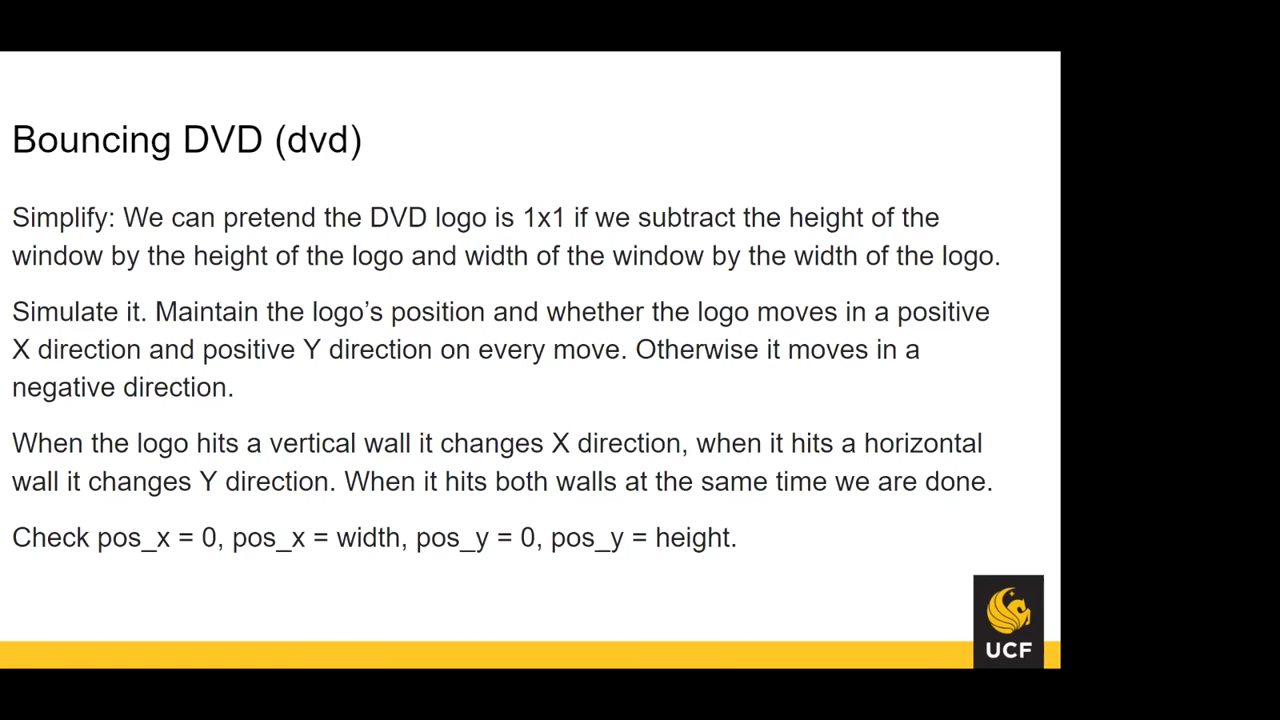 Bouncing DVD (dvd)
Simplify: We can pretend the DVD logo is 1x1 if we subtract the height of the
window by the height of the logo and width of the window by the width of the logo.
Simulate it. Maintain the logo’s position and whether the logo moves in a positive
X direction and positive Y direction on every move. Otherwise it moves in a
negative direction.
When the logo hits a vertical wall it changes X direction, when it hits a horizontal
wall it changes Y direction. When it hits both walls at the same time we are done.
Check pos_x = 0, pos_x = width, pos_y = 0, pos_y = height.
UCF